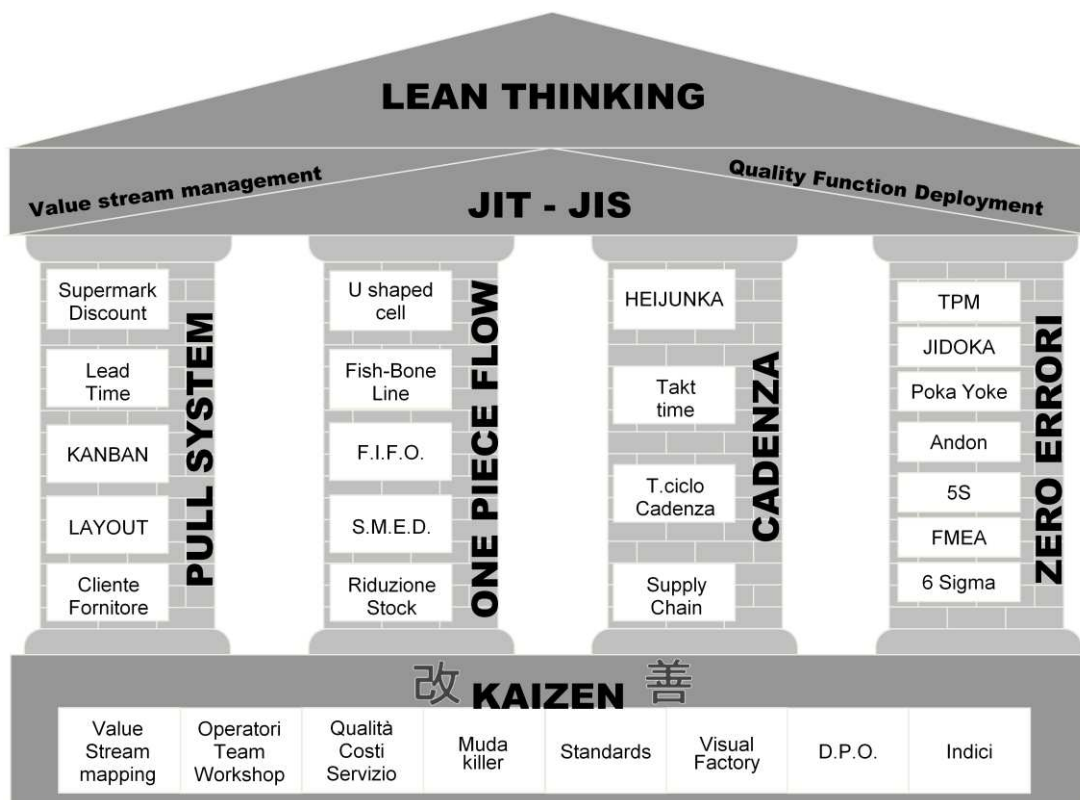 LEAN THINKING
Value stream management
Quality Function Deployment
JIT - JIS
Supermark
Discount
Lead
Time
KANBAN
LAYOUT
Cliente
Fornitore
PULL SYSTEM
U shaped
cell
Fish-Bone
Line
F.I.F.O.
S.M.E.D.
Riduzione
Stock
ONE PIECE FLOW
HEIJUNKA
Takt
time
T.ciclo
Cadenza
Supply
Chain
CADENZA
TPM
JIDOKA
Poka Yoke
Andon
5S
FMEA
6 Sigma
ZERO ERRORI
改 KAIZEN 善
Value
Stream
mapping
Operatori
Team
Workshop
Qualità
Costi
Servizio
Muda
killer
Standards
Visual
Factory
D.P.O.
Indici